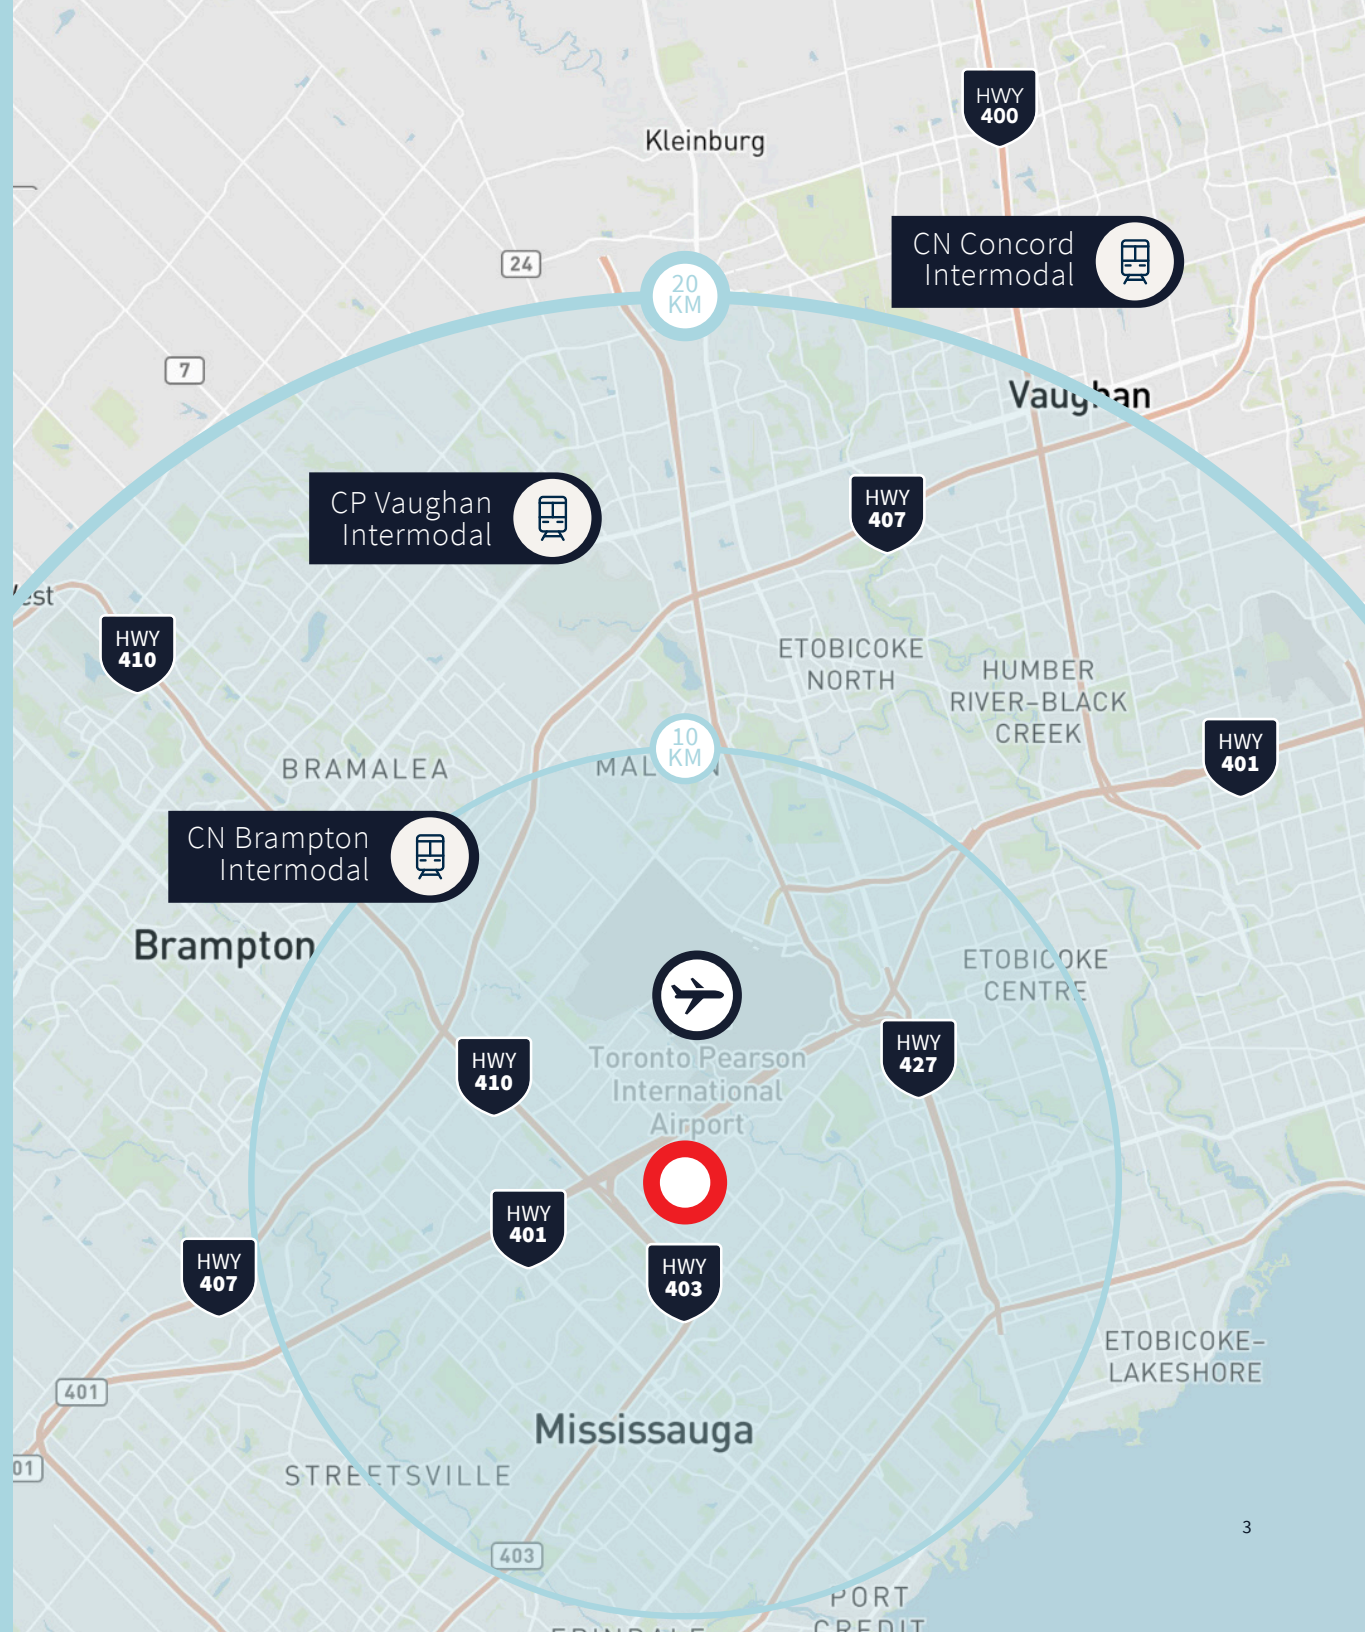 HWY
400
Kleinburg
CN Concord
Intermodal
24
20
KM
7
Vaughan
CP Vaughan
Intermodal
HWY
407
HWY
410
ETOBICOKE
NORTH
HUMBER
RIVER–BLACK
CREEK
HWY
401
10
KM
BRAMALEA
CN Brampton
Intermodal
Brampton
ETOBICOKE
CENTRE
HWY
427
HWY
410
Toronto Pearson
International
Airport
HWY
401
HWY
407
HWY
403
ETOBICOKE–
LAKESHORE
401
Mississauga
STREETSVILLE
3
403
PORT
CREDIT